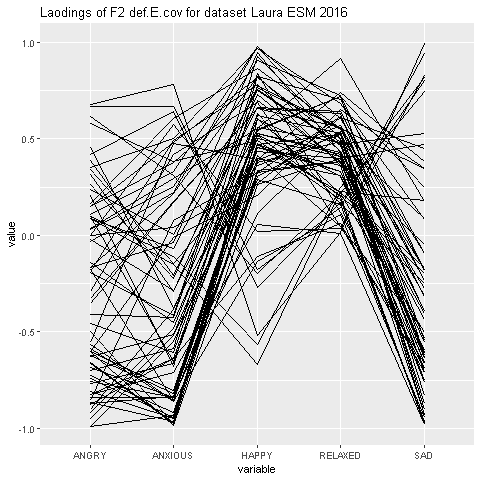 Laodings of F2 def.E.cov for dataset Laura ESM 2016
1.0
0.5
0.0
-0.5
-1.0
value
ANGRY ANXIOUS HAPPY RELAXED SAD
variable